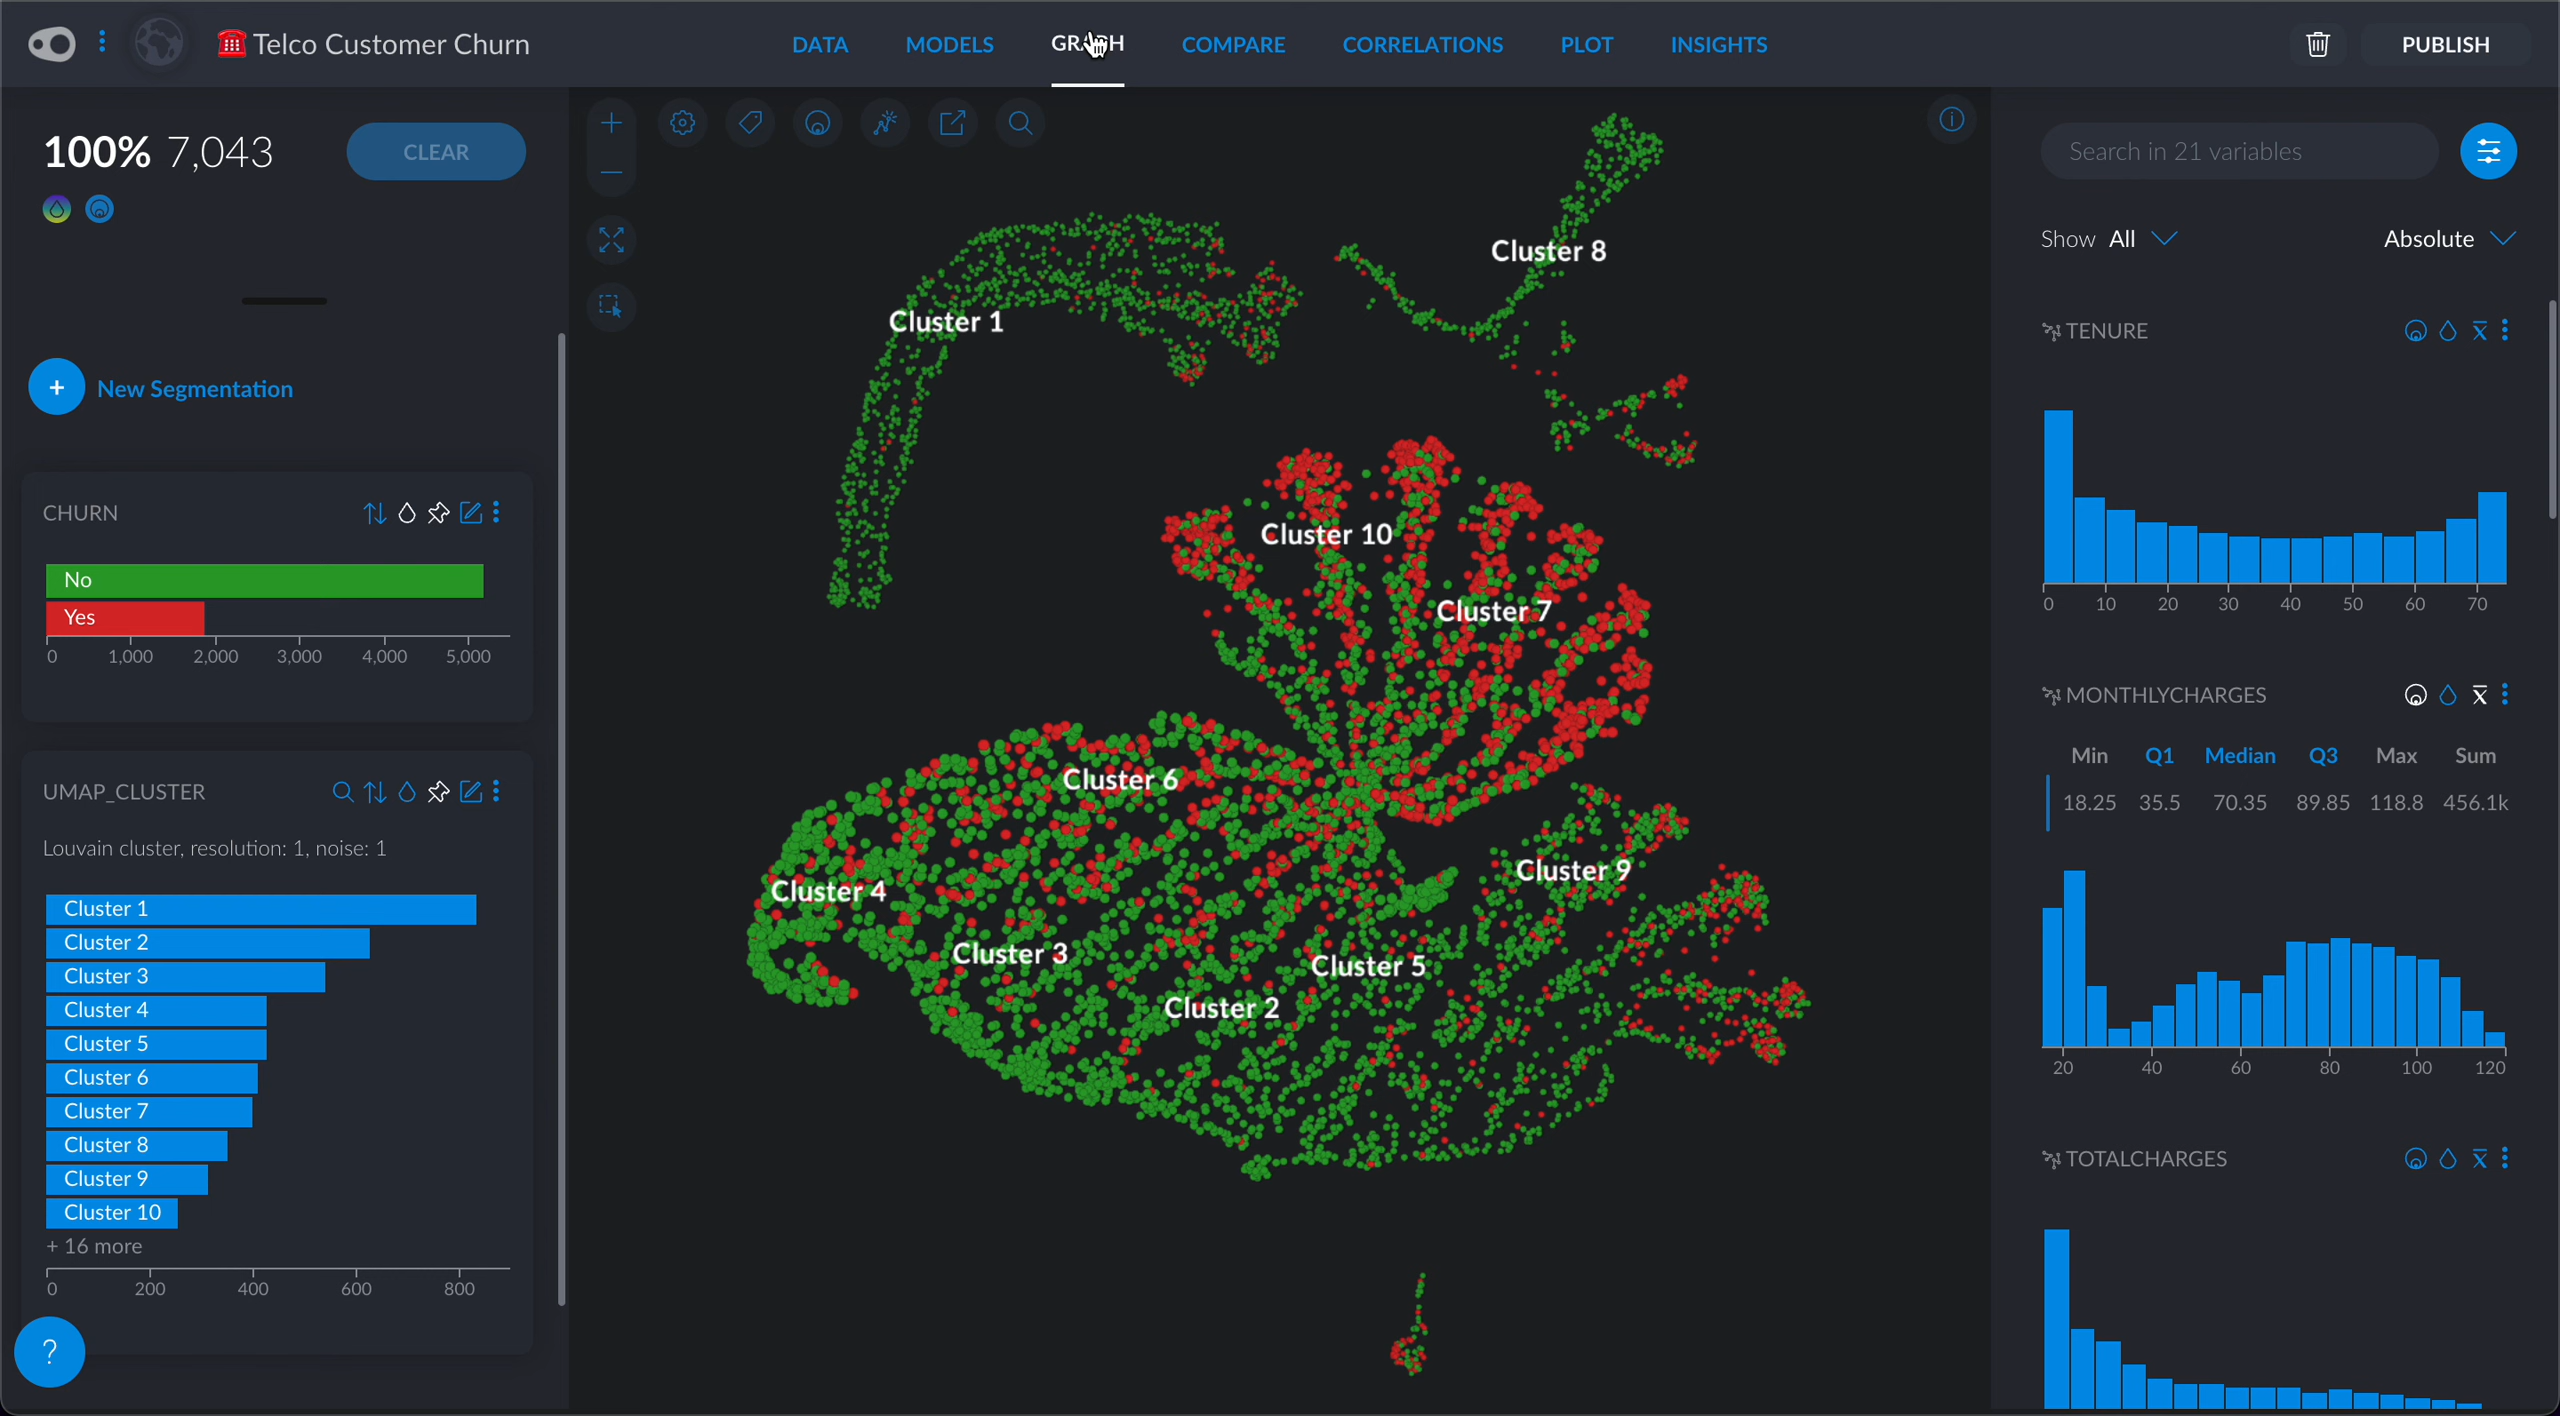 ☎️ Telco Customer Churn
DATA MODELS GRAPH COMPARE CORRELATIONS PLOT INSIGHTS
PUBLISH
100% 7,043
CLEAR
New Segmentation
CHURN
No
Yes
0 1,000 2,000 3,000 4,000 5,000
UMAP_CLUSTER
Louvain cluster, resolution: 1, noise: 1
Cluster 1
Cluster 2
Cluster 3
Cluster 4
Cluster 5
Cluster 6
Cluster 7
Cluster 8
Cluster 9
Cluster 10
+ 16 more
0 200 400 600 800
?
Cluster 8
Cluster 1
Cluster 10
Cluster 7
Cluster 6
Cluster 9
Cluster 4
Cluster 3
Cluster 5
Cluster 2
Search in 21 variables
Show All
Absolute
TENURE
0 10 20 30 40 50 60 70
MONTHLYCHARGES
Min Q1 Median Q3 Max Sum
18.25 35.5 70.35 89.85 118.8 456.1k
20 40 60 80 100 120
TOTALCHARGES